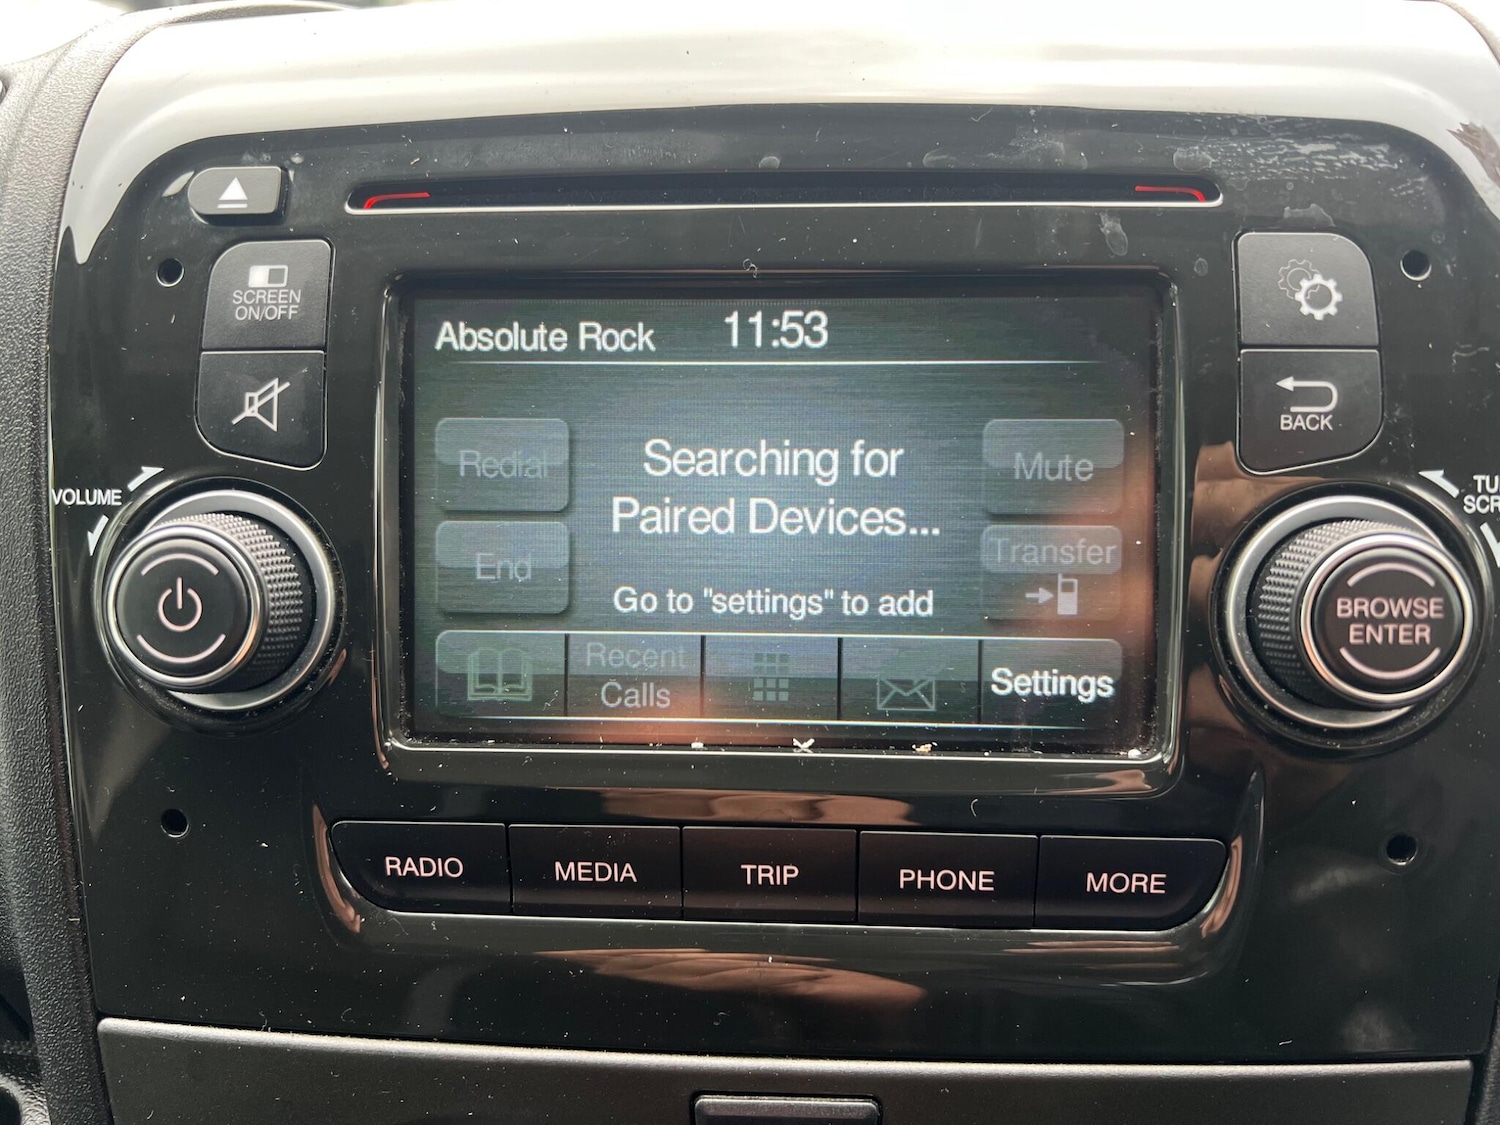 SCREEN
ON/OFF
VOLUME
Absolute Rock
11:53
Redial
Searching for
Paired Devices...
Mute
End
Transfer
Go to "settings" to add
Recent
Calls
Settings
BACK
BROWSE
ENTER
RADIO
MEDIA
TRIP
PHONE
MORE